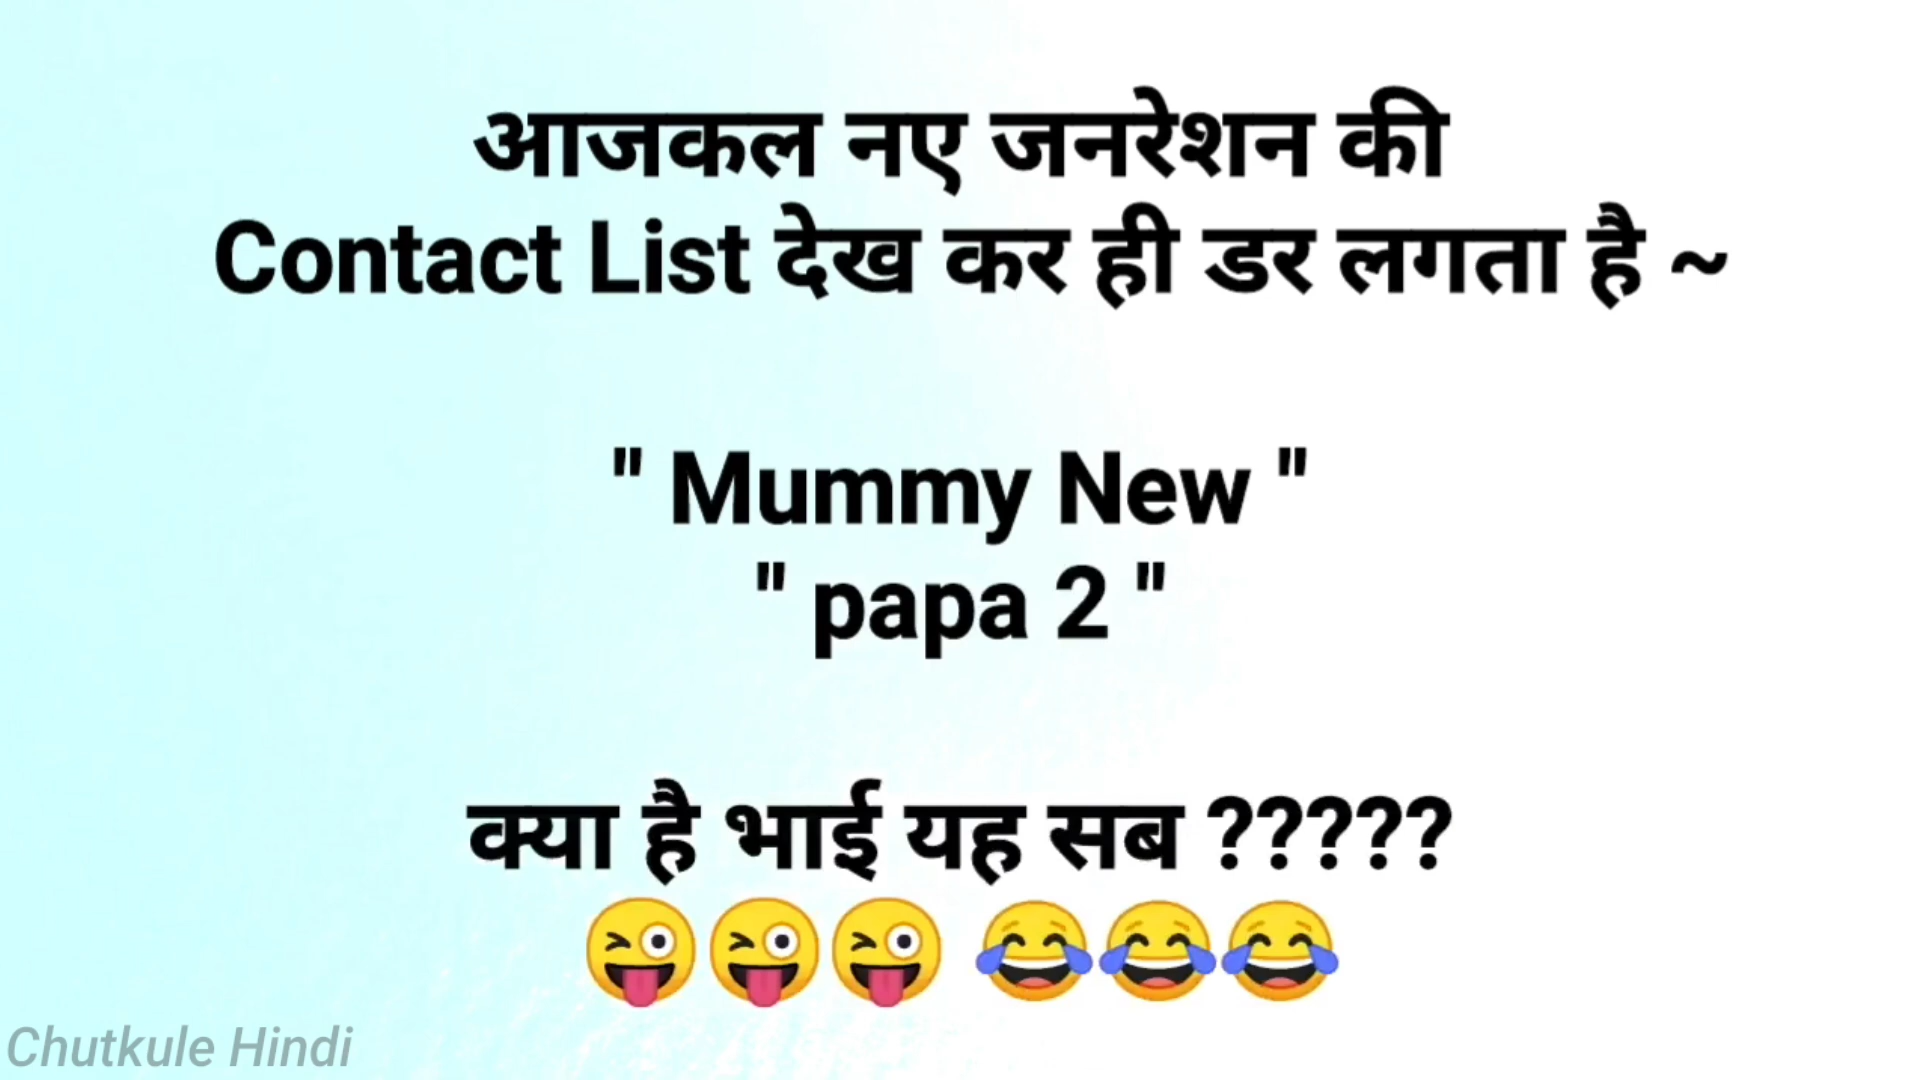 आजकल नए जनरेशन की
Contact List देख कर ही डर लगता है ~
" Mummy New "
" papa 2 "
क्या है भाई यह सब ?????
😜😜😜 😂😂😂
Chutkule Hindi